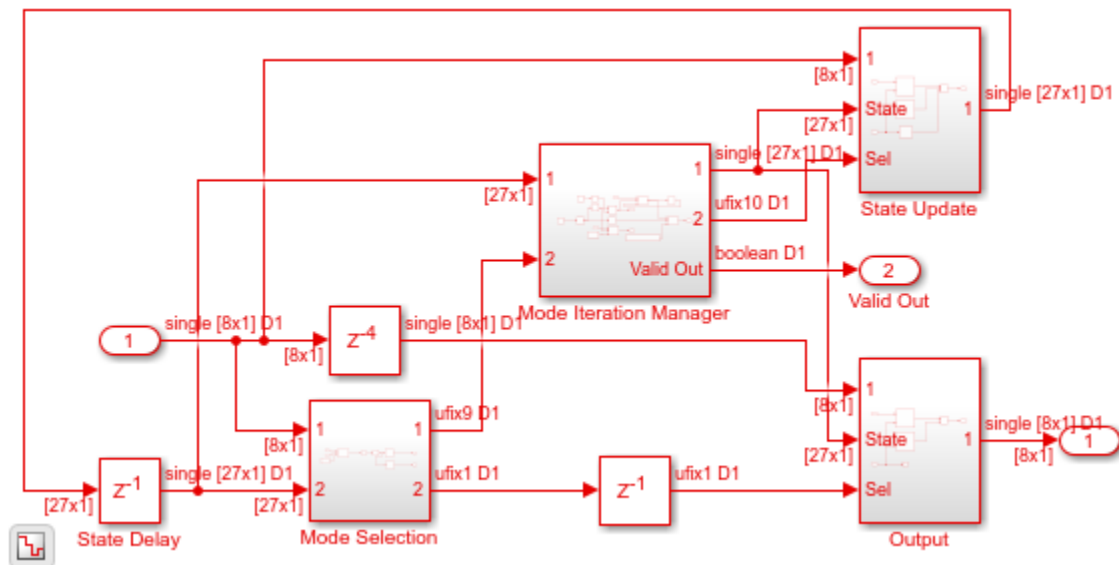 1
[8x1]
single [27x1] D1
State
1
[27x1]
single [27x1] D1
Sel
1
1
[27x1]
State Update
ufix10 D1
2
boolean D1
2
Valid Out
2
Valid Out
Mode Iteration Manager
single [8x1] D1
single [8x1] D1
1
Z-4
[8x1]
1
[8x1]
ufix9 D1
1
1
[8x1]
single [8x1] D1
State
1
1
[27x1]
[8x1]
single [27x1] D1
ufix1 D1
ufix1 D1
Z-1
2
2
Z-1
Sel
[27x1]
[27x1]
State Delay
Mode Selection
Output